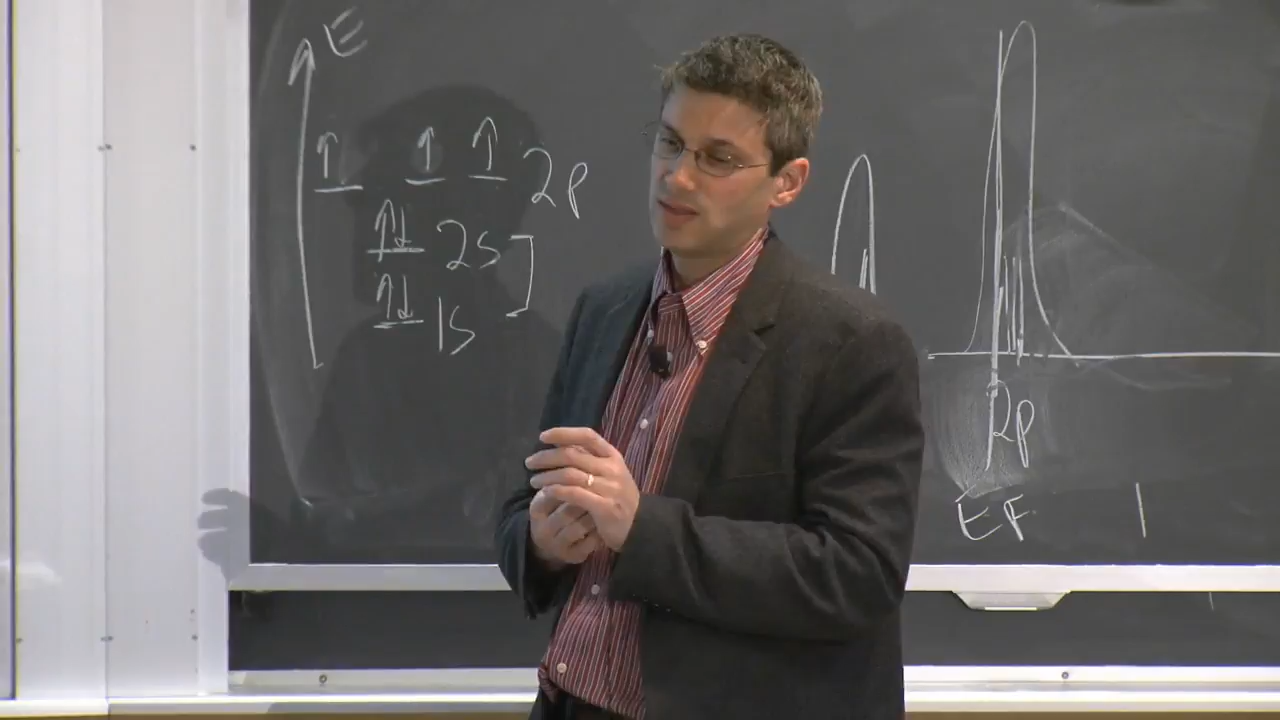 E
↑ ↑ ↑ 2p
↑↓ 2s ]
↑↓ 1s
2p
EF